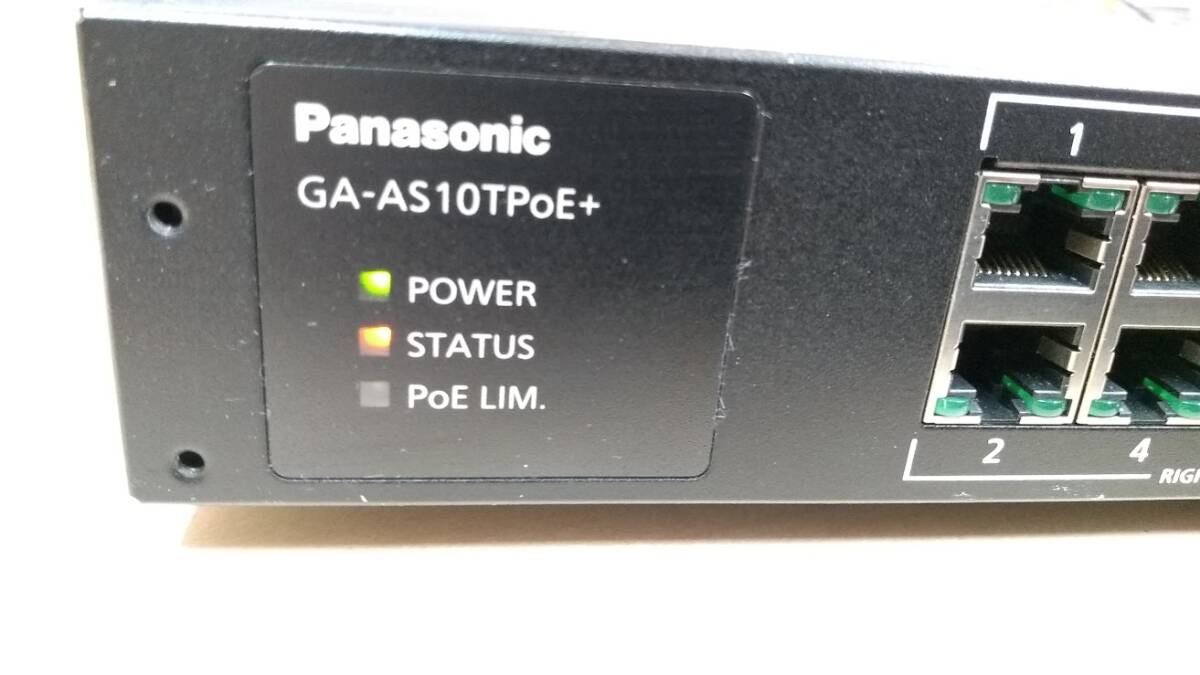 Panasonic
GA-AS10TPoE+
POWER
STATUS
PoE LIM.
1
2
4